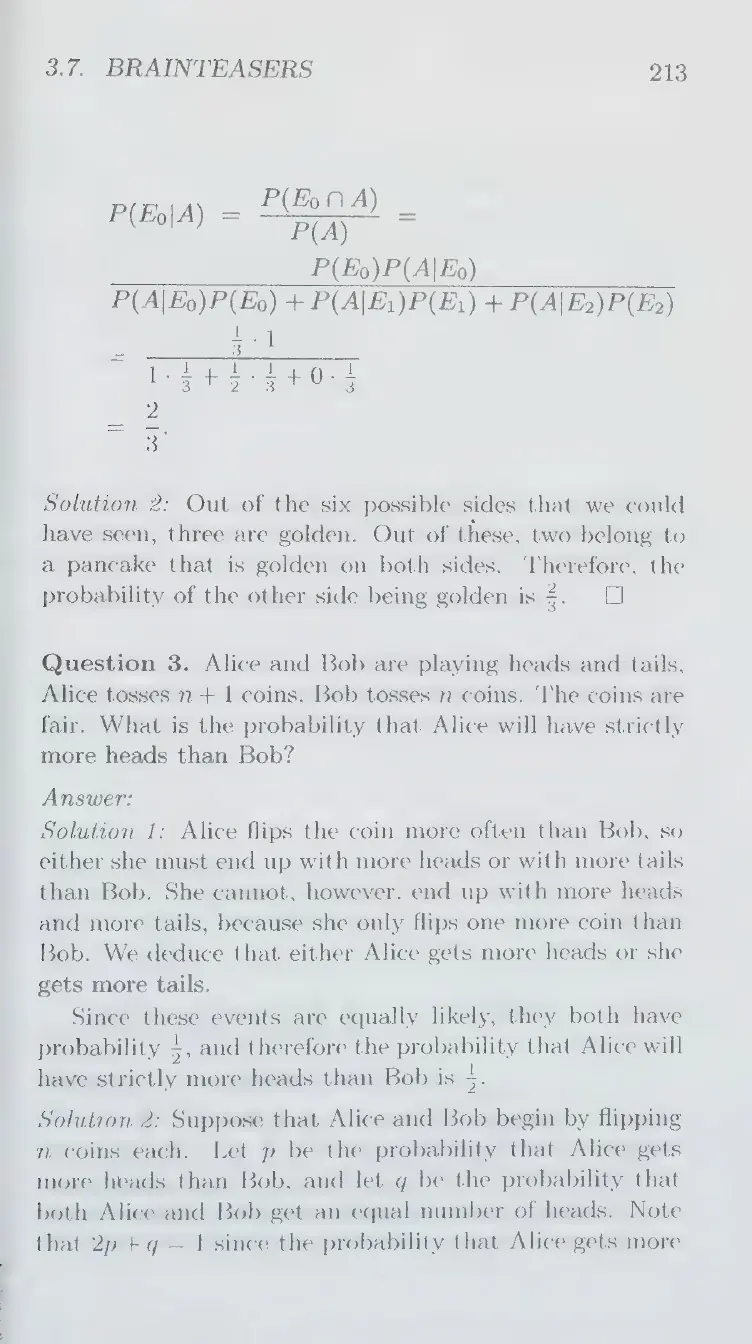 3.7. BRAINTEASERS 213
P(E₀|A) = P(E₀ ∩ A) / P(A) =
P(E₀)P(A|E₀) / P(A|E₀)P(E₀) + P(A|E₁)P(E₁) + P(A|E₂)P(E₂)
= 1/3 · 1 / 1 · 1/3 + 1/2 · 1/3 + 0 · 1/3
= 2/3.
Solution 2: Out of the six possible sides that we could
have seen, three are golden. Out of these, two belong to
a pancake that is golden on both sides. Therefore, the
probability of the other side being golden is 2/3. □
Question 3. Alice and Bob are playing heads and tails,
Alice tosses n + 1 coins, Bob tosses n coins. The coins are
fair. What is the probability that Alice will have strictly
more heads than Bob?
Answer:
Solution 1: Alice flips the coin more often than Bob, so
either she must end up with more heads or with more tails
than Bob. She cannot, however, end up with more heads
and more tails, because she only flips one more coin than
Bob. We deduce that either Alice gets more heads or she
gets more tails.
Since these events are equally likely, they both have
probability 1/2, and therefore the probability that Alice will
have strictly more heads than Bob is 1/2.
Solution 2: Suppose that Alice and Bob begin by flipping
n coins each. Let p be the probability that Alice gets
more heads than Bob, and let q be the probability that
both Alice and Bob get an equal number of heads. Note
that 2p + q = 1 since the probability that Alice gets more